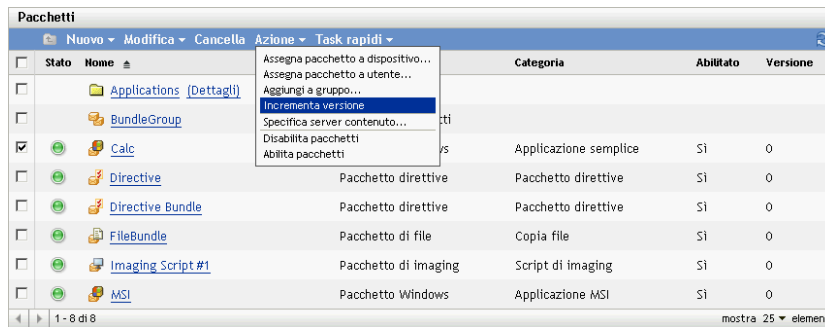 Pacchetti
Nuovo Modifica Cancella Azione Task rapidi
Stato Nome Categoria Abilitato Versione
Assegna pacchetto a dispositivo...
Assegna pacchetto a utente...
Aggiungi a gruppo...
Incrementa versione
Specifica server contenuto...
Disabilita pacchetti
Abilita pacchetti
Applications (Dettagli)
BundleGroup tti
Calc vs Applicazione semplice Sì 0
Directive Pacchetto direttive Pacchetto direttive Sì 0
Directive Bundle Pacchetto direttive Pacchetto direttive Sì 0
FileBundle Pacchetto di file Copia file Sì 0
Imaging Script #1 Pacchetto di imaging Script di imaging Sì 0
MSI Pacchetto Windows Applicazione MSI Sì 0
1 - 8 di 8 mostra 25 elemen